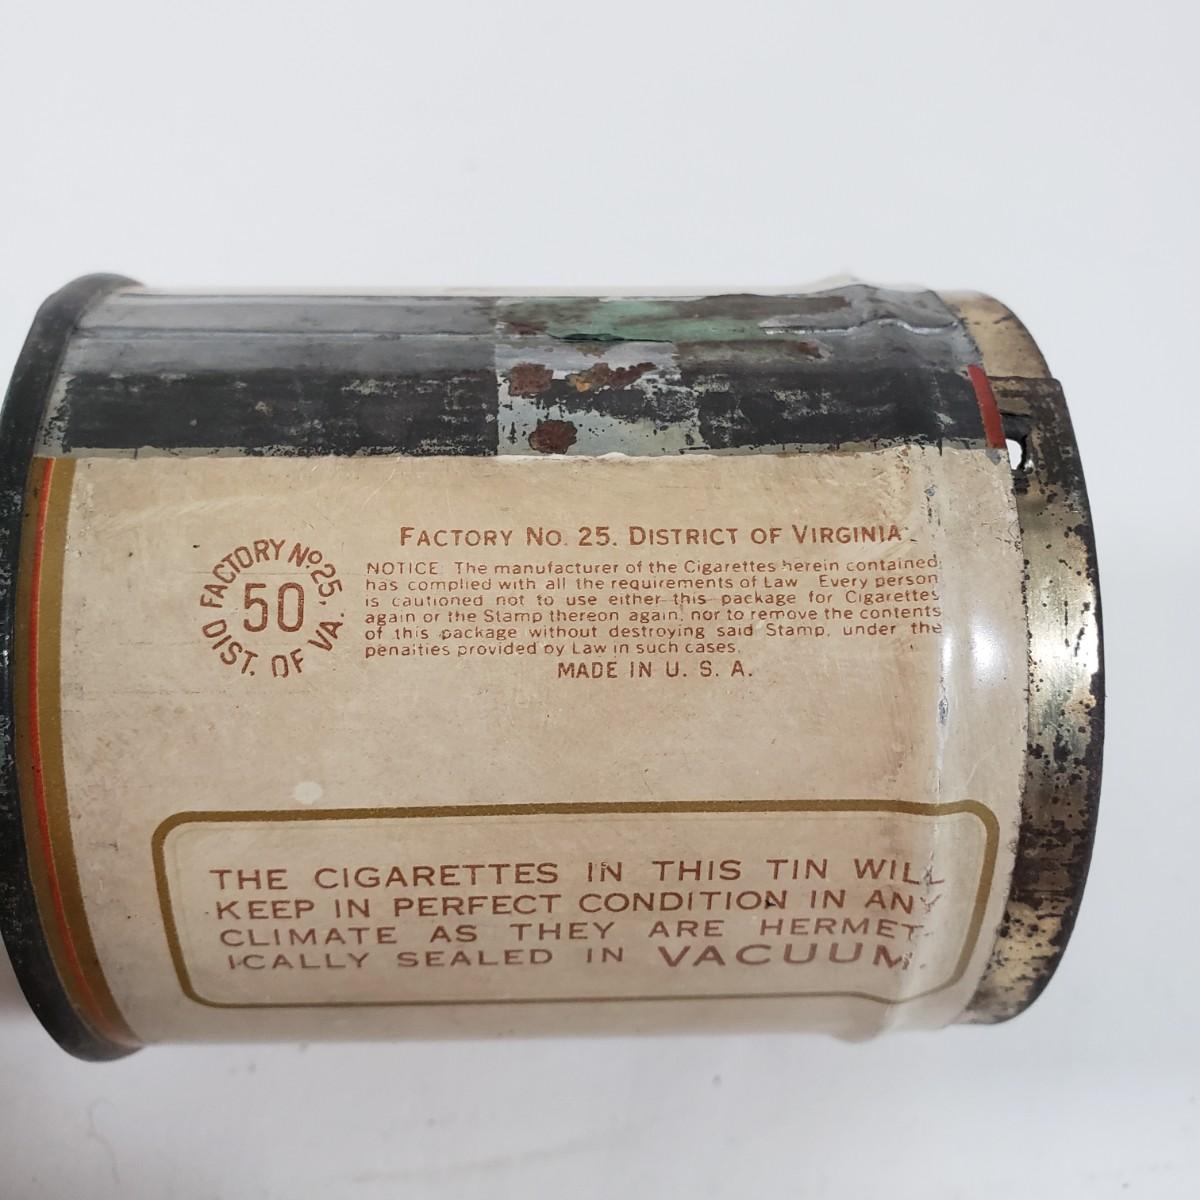 FACTORY Nº 25,
50
DIST. OF VA.
FACTORY NO. 25. DISTRICT OF VIRGINIA.
NOTICE: The manufacturer of the Cigarettes herein contained
has complied with all the requirements of Law Every person
is cautioned not to use either this package for Cigarettes
again or the Stamp thereon again, nor to remove the contents
of this package without destroying said Stamp, under the
penalties provided by Law in such cases.
MADE IN U. S. A.
THE CIGARETTES IN THIS TIN WILL
KEEP IN PERFECT CONDITION IN ANY
CLIMATE AS THEY ARE HERMET-
ICALLY SEALED IN VACUUM.